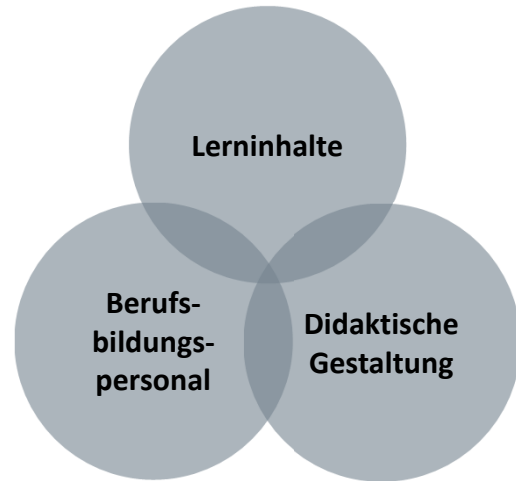 Lerninhalte
Berufs-
bildungs-
personal
Didaktische
Gestaltung